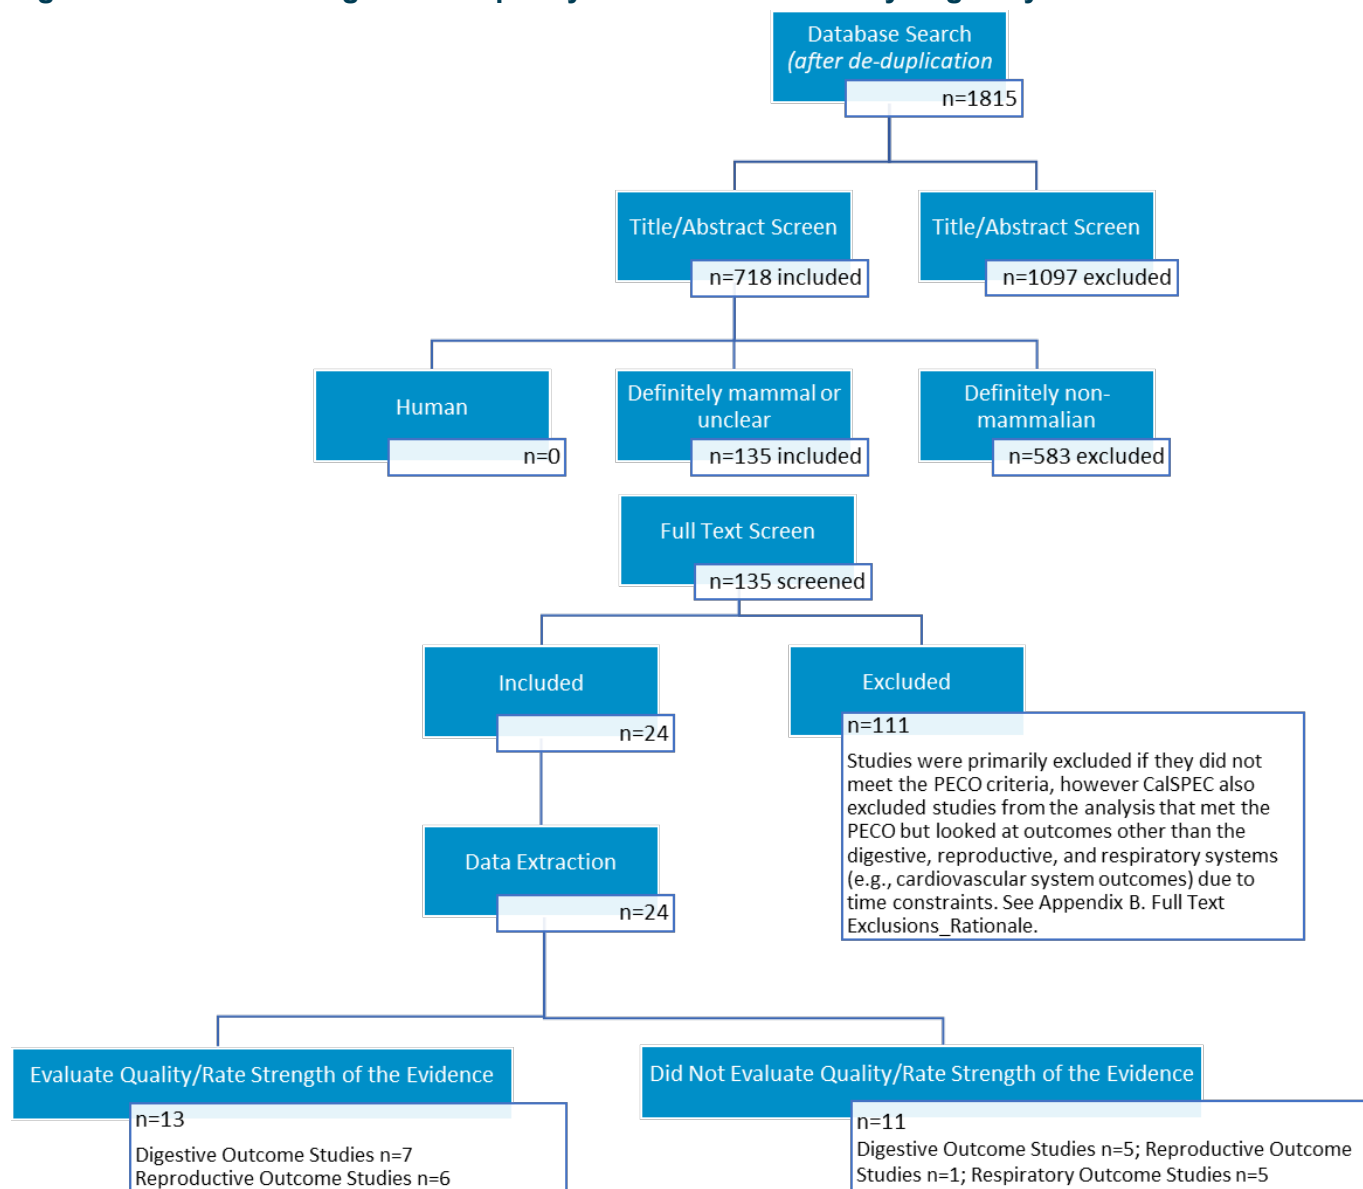 Database Search
(after de-duplication
n=1815
Title/Abstract Screen
n=718 included
Title/Abstract Screen
n=1097 excluded
Human
n=0
Definitely mammal or
unclear
n=135 included
Definitely non-
mammalian
n=583 excluded
Full Text Screen
n=135 screened
Included
n=24
Excluded
n=111
Studies were primarily excluded if they did not
meet the PECO criteria, however CalSPEC also
excluded studies from the analysis that met the
PECO but looked at outcomes other than the
digestive, reproductive, and respiratory systems
(e.g., cardiovascular system outcomes) due to
time constraints. See Appendix B. Full Text
Exclusions_Rationale.
Data Extraction
n=24
Evaluate Quality/Rate Strength of the Evidence
n=13
Digestive Outcome Studies n=7
Reproductive Outcome Studies n=6
Did Not Evaluate Quality/Rate Strength of the Evidence
n=11
Digestive Outcome Studies n=5; Reproductive Outcome
Studies n=1; Respiratory Outcome Studies n=5